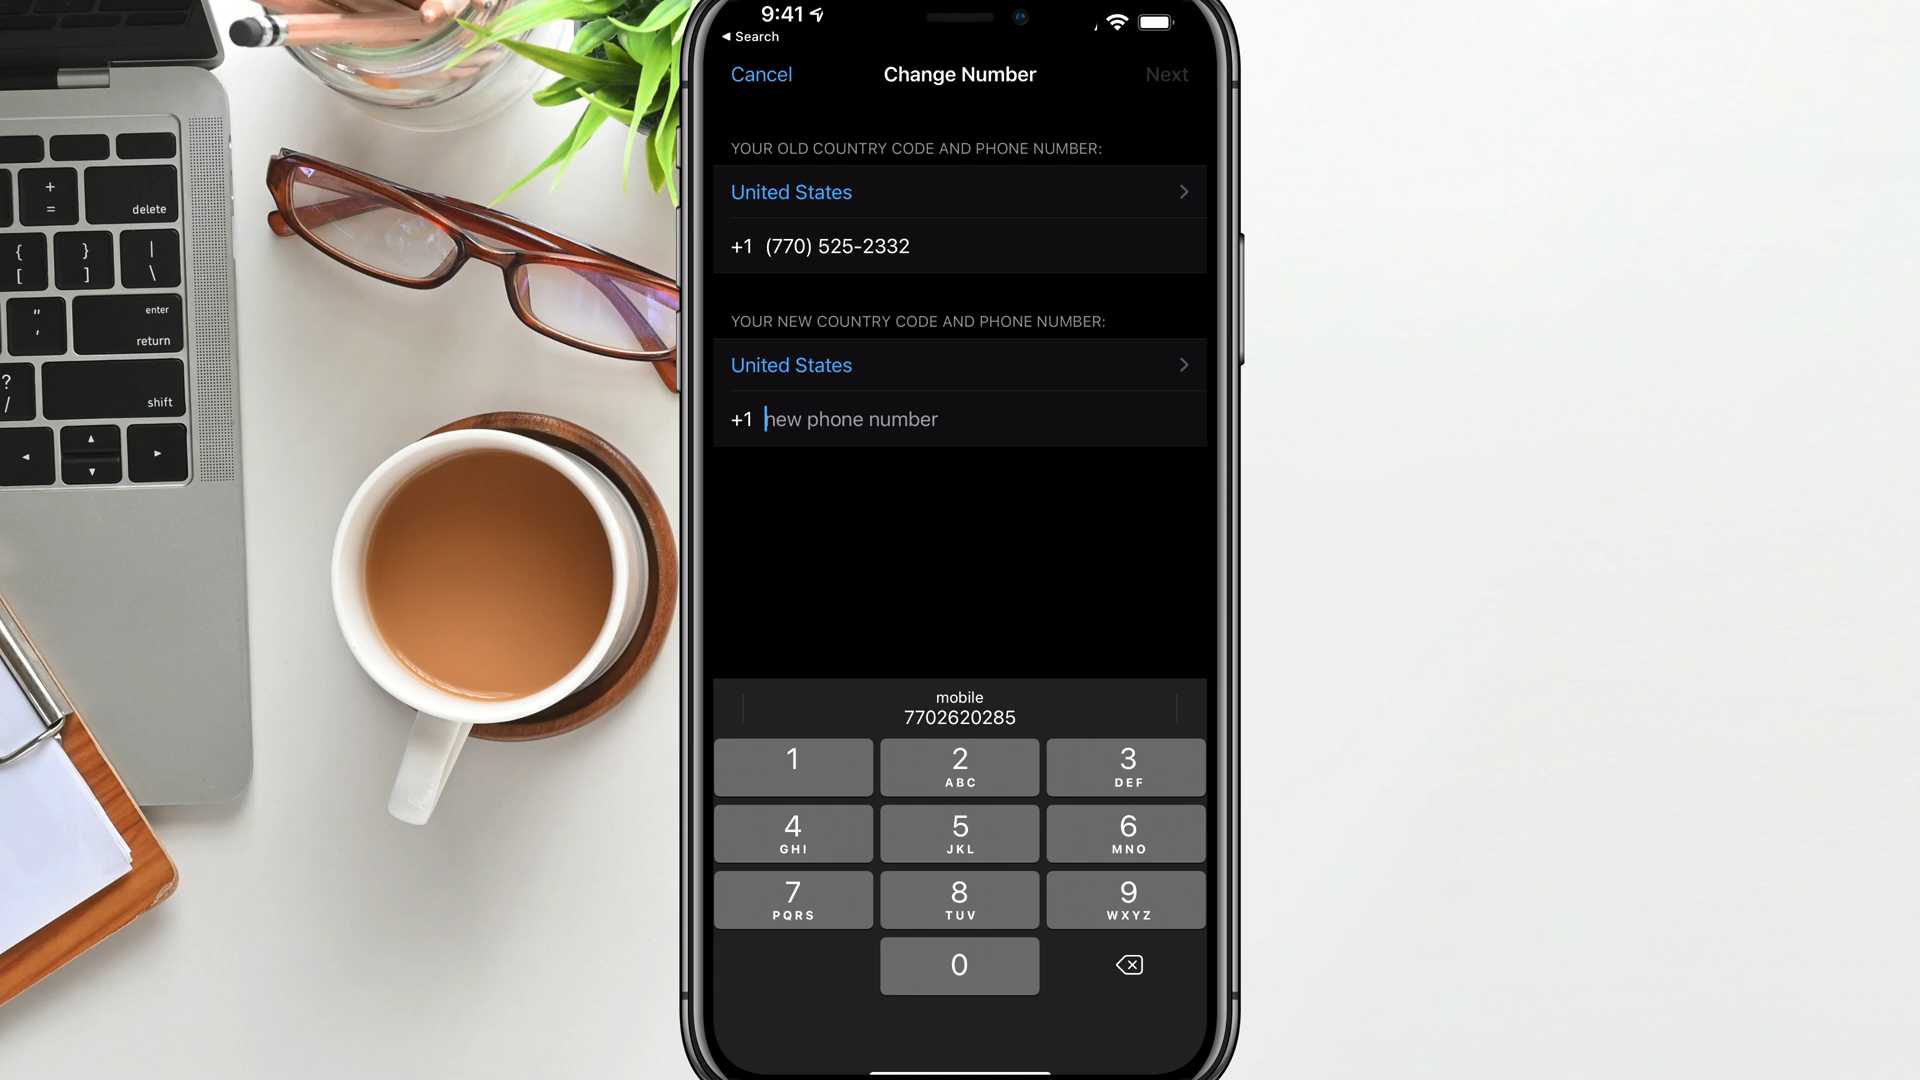 9:41
◀ Search
Cancel
Change Number
Next
YOUR OLD COUNTRY CODE AND PHONE NUMBER:
United States
+1 (770) 525-2332
YOUR NEW COUNTRY CODE AND PHONE NUMBER:
United States
+1 new phone number
mobile
7702620285
1
2
ABC
3
DEF
4
GHI
5
JKL
6
MNO
7
PQRS
8
TUV
9
WXYZ
0
+
=
delete
{
[
}
]
|
\
"
,
enter
return
?
/
shift